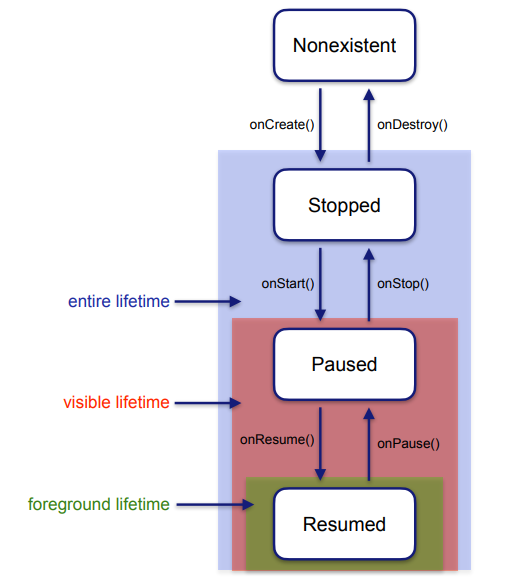 Nonexistent
onCreate()
onDestroy()
Stopped
onStart()
onStop()
entire lifetime
Paused
visible lifetime
onResume()
onPause()
foreground lifetime
Resumed